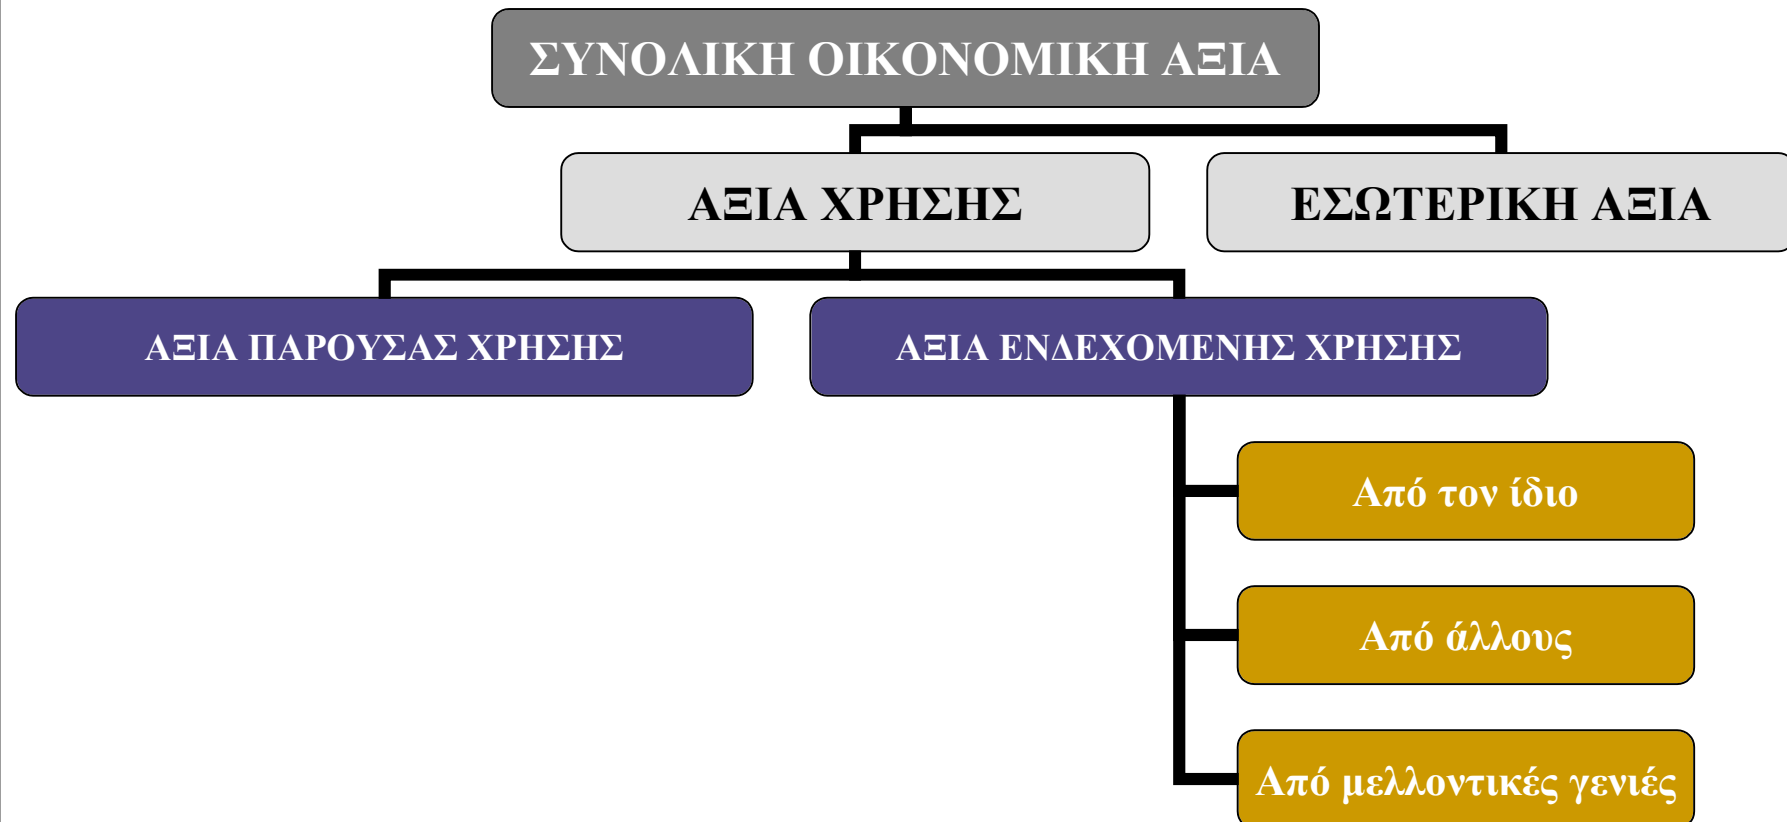 ΣΥΝΟΛΙΚΗ ΟΙΚΟΝΟΜΙΚΗ ΑΞΙΑ
ΑΞΙΑ ΧΡΗΣΗΣ
ΕΣΩΤΕΡΙΚΗ ΑΞΙΑ
ΑΞΙΑ ΠΑΡΟΥΣΑΣ ΧΡΗΣΗΣ
ΑΞΙΑ ΕΝΔΕΧΟΜΕΝΗΣ ΧΡΗΣΗΣ
Από τον ίδιο
Από άλλους
Από μελλοντικές γενιές